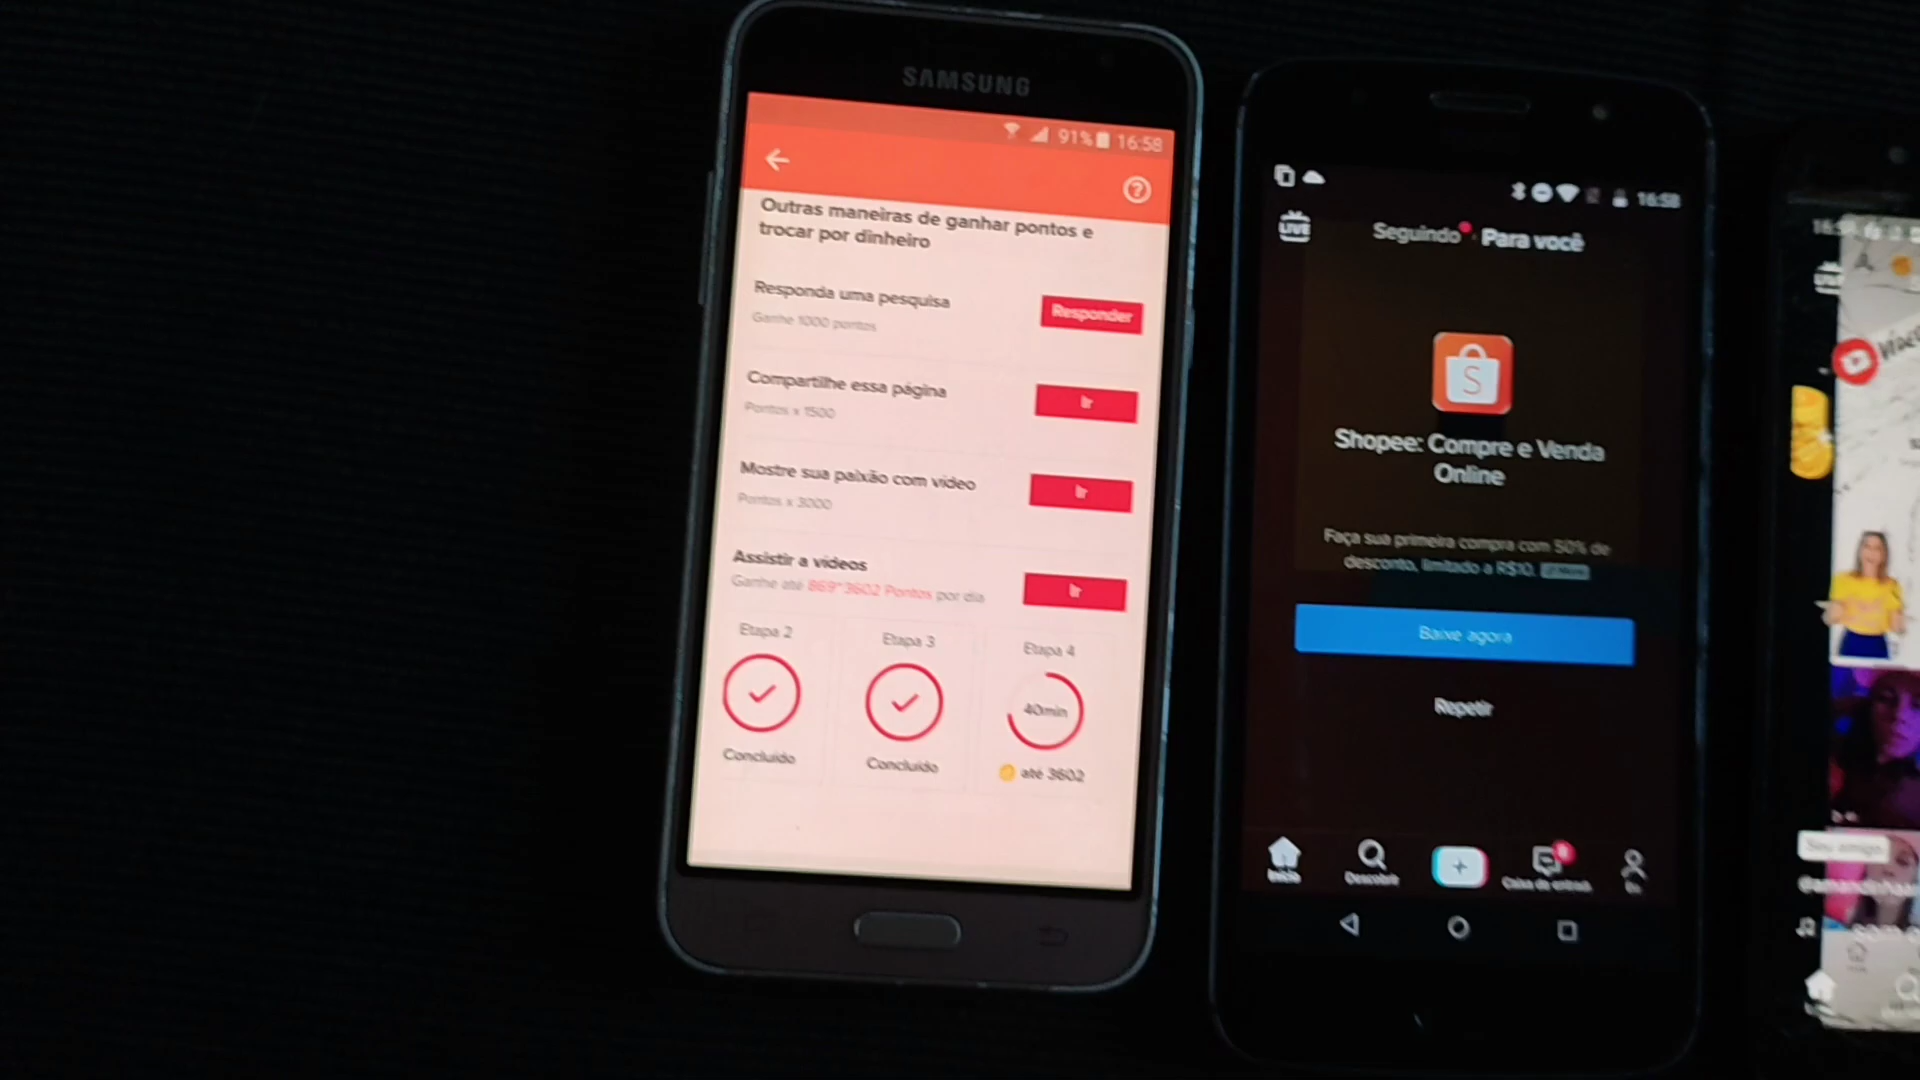 SAMSUNG
91% 16:58
Outras maneiras de ganhar pontos e
trocar por dinheiro
Responda uma pesquisa
Ganhe 1000 pontos
Responder
Compartilhe essa página
Pontos x 1500
Ir
Mostre sua paixão com vídeo
Pontos x 3000
Ir
Assistir a vídeos
Ganhe até 869~3602 Pontos por dia
Ir
Etapa 2
Etapa 3
Etapa 4
40min
Concluído
Concluído
até 3602
16:58
LIVE
Seguindo
Para você
S
Shopee: Compre e Venda
Online
Faça sua primeira compra com 50% de
desconto, limitado a R$10.
Baixe agora
Repetir
Início
Descobrir
Caixa de entrada
Eu
Seu amigo